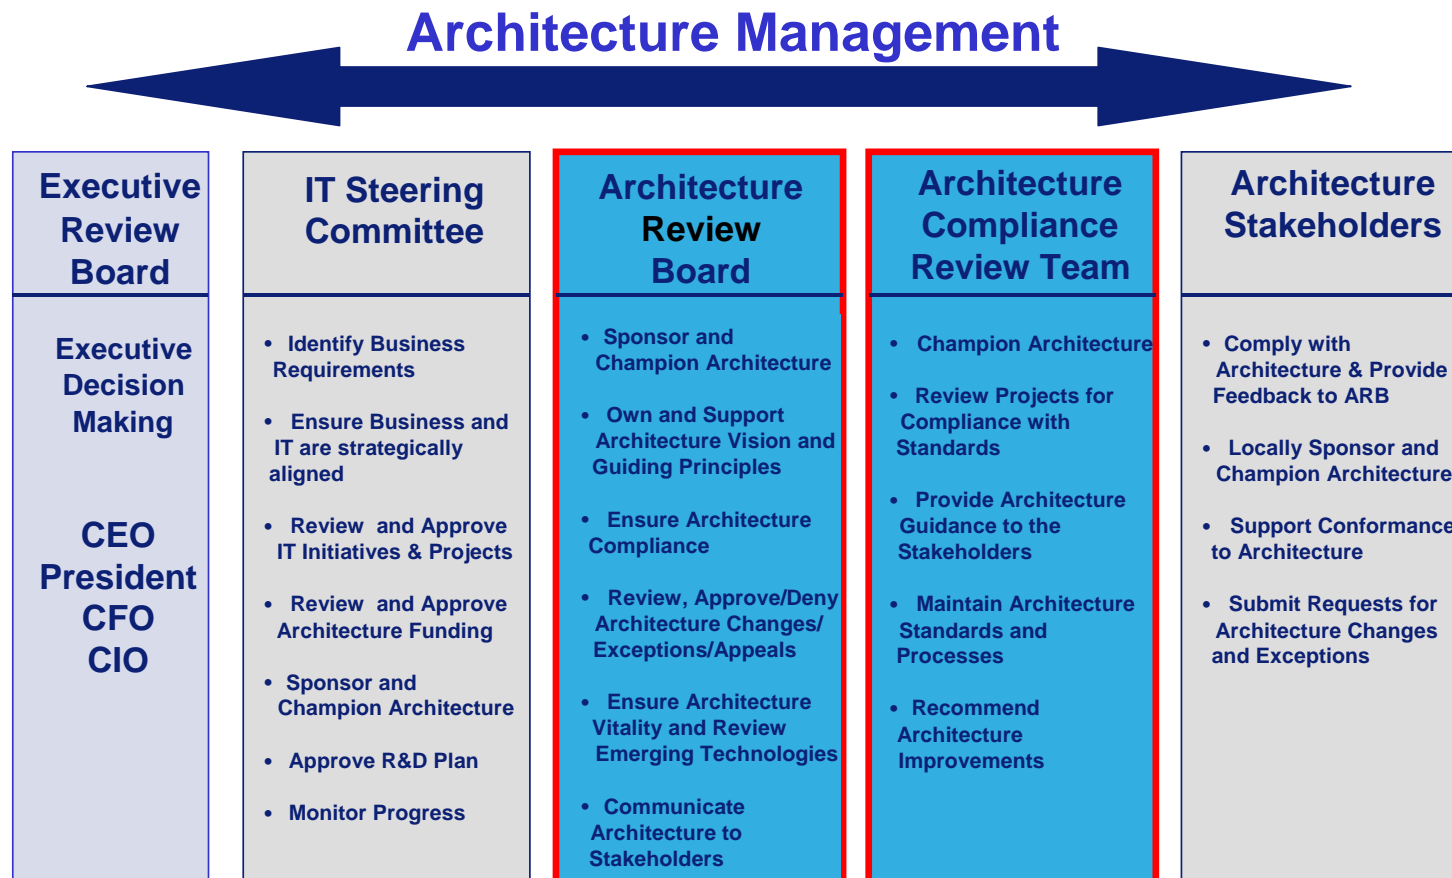 Architecture Management
Executive
Review
Board
Executive
Decision
Making
CEO
President
CFO
CIO
IT Steering
Committee
• Identify Business
Requirements
• Ensure Business and
IT are strategically
aligned
• Review and Approve
IT Initiatives & Projects
• Review and Approve
Architecture Funding
• Sponsor and
Champion Architecture
• Approve R&D Plan
• Monitor Progress
Architecture
Review
Board
• Sponsor and
Champion Architecture
• Own and Support
Architecture Vision and
Guiding Principles
• Ensure Architecture
Compliance
• Review, Approve/Deny
Architecture Changes/
Exceptions/Appeals
• Ensure Architecture
Vitality and Review
Emerging Technologies
• Communicate
Architecture to
Stakeholders
Architecture
Compliance
Review Team
• Champion Architecture
• Review Projects for
Compliance with
Standards
• Provide Architecture
Guidance to the
Stakeholders
• Maintain Architecture
Standards and
Processes
• Recommend
Architecture
Improvements
Architecture
Stakeholders
• Comply with
Architecture & Provide
Feedback to ARB
• Locally Sponsor and
Champion Architecture
• Support Conformance
to Architecture
• Submit Requests for
Architecture Changes
and Exceptions